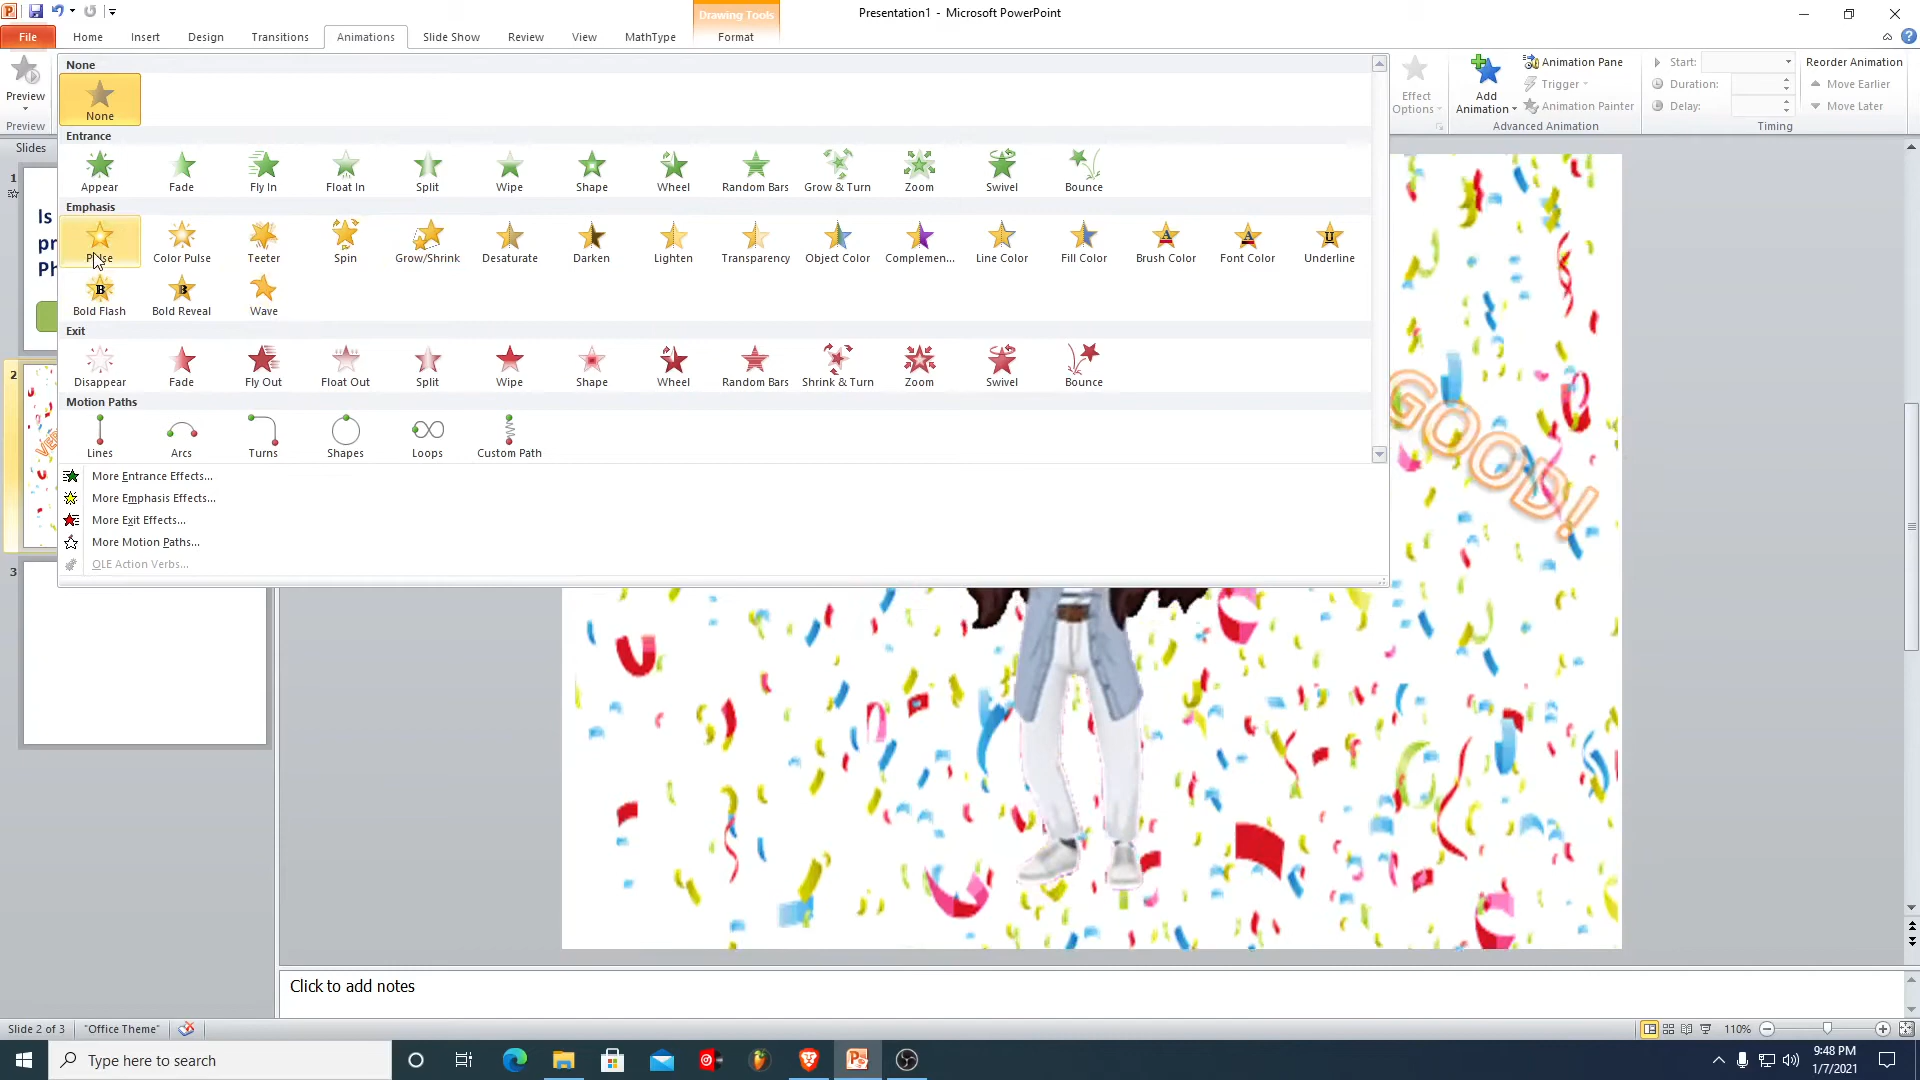 Presentation1 - Microsoft PowerPoint
Drawing Tools
File Home Insert Design Transitions Animations Slide Show Review View MathType Format
Preview
Preview
None
None
Entrance
Appear Fade Fly In Float In Split Wipe Shape Wheel Random Bars Grow & Turn Zoom Swivel Bounce
Emphasis
Pulse Color Pulse Teeter Spin Grow/Shrink Desaturate Darken Lighten Transparency Object Color Complemen... Line Color Fill Color Brush Color Font Color Underline
Bold Flash Bold Reveal Wave
Exit
Disappear Fade Fly Out Float Out Split Wipe Shape Wheel Random Bars Shrink & Turn Zoom Swivel Bounce
Motion Paths
Lines Arcs Turns Shapes Loops Custom Path
More Entrance Effects...
More Emphasis Effects...
More Exit Effects...
More Motion Paths...
OLE Action Verbs...
Effect Options
Add Animation
Animation Pane
Trigger
Animation Painter
Advanced Animation
Start:
Duration:
Delay:
Reorder Animation
Move Earlier
Move Later
Timing
Slides
1
Is
pr
Ph
2
3
GOOD!
Click to add notes
Slide 2 of 3 "Office Theme" 110%
Type here to search
9:48 PM
1/7/2021